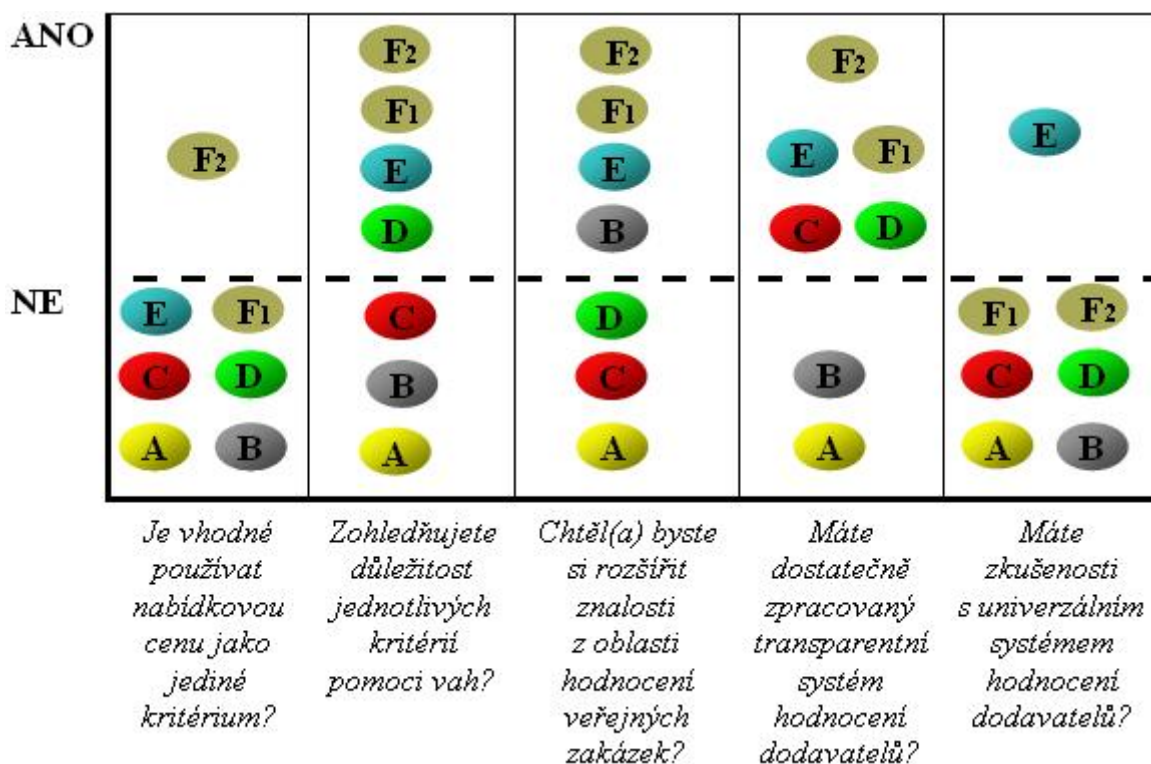 ANO
F2
F2
F1
E
D
F2
F1
E
B
F2
E F1
C D
E
NE
E F1
C D
A B
C
B
A
D
C
A
B
A
F1 F2
C D
A B
Je vhodné
používat
nabídkovou
cenu jako
jediné
kritérium?
Zohledňujete
důležitost
jednotlivých
kritérií
pomoci vah?
Chtěl(a) byste
si rozšířit
znalosti
z oblasti
hodnocení
veřejných
zakázek?
Máte
dostatečně
zpracovaný
transparentní
systém
hodnocení
dodavatelů?
Máte
zkušenosti
s univerzálním
systémem
hodnocení
dodavatelů?